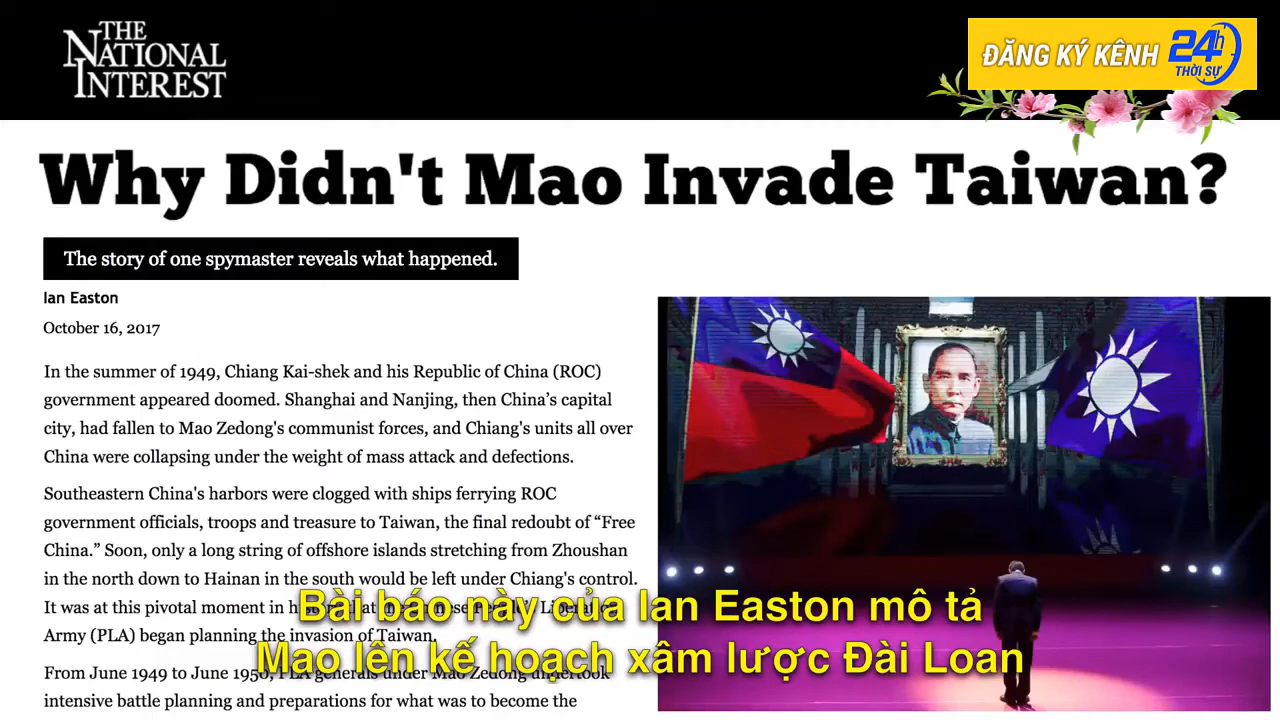 THE
NATIONAL
INTEREST
ĐĂNG KÝ KÊNH
24h
THỜI SỰ
Why Didn't Mao Invade Taiwan?
The story of one spymaster reveals what happened.
Ian Easton
October 16, 2017
In the summer of 1949, Chiang Kai-shek and his Republic of China (ROC)
government appeared doomed. Shanghai and Nanjing, then China’s capital
city, had fallen to Mao Zedong's communist forces, and Chiang's units all over
China were collapsing under the weight of mass attack and defections.
Southeastern China's harbors were clogged with ships ferrying ROC
government officials, troops and treasure to Taiwan, the final redoubt of “Free
China.” Soon, only a long string of offshore islands stretching from Zhoushan
in the north down to Hainan in the south would be left under Chiang's control.
It was at this pivotal moment in
Army (PLA) began planning the invasion of Taiwan.
From June 1949 to June 1950, PLA generals under Mao Zedong undertook
intensive battle planning and preparations for what was to become the
Bài báo này của Ian Easton mô tả
Mao lên kế hoạch xâm lược Đài Loan